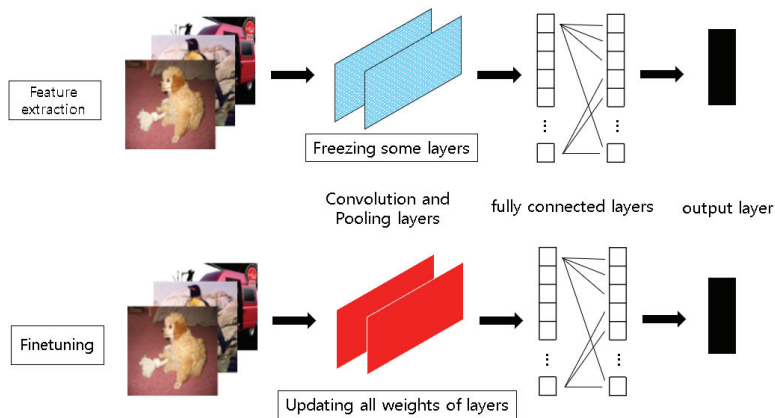 Feature
extraction
Freezing some layers
Convolution and
Pooling layers
fully connected layers
output layer
Finetuning
Updating all weights of layers